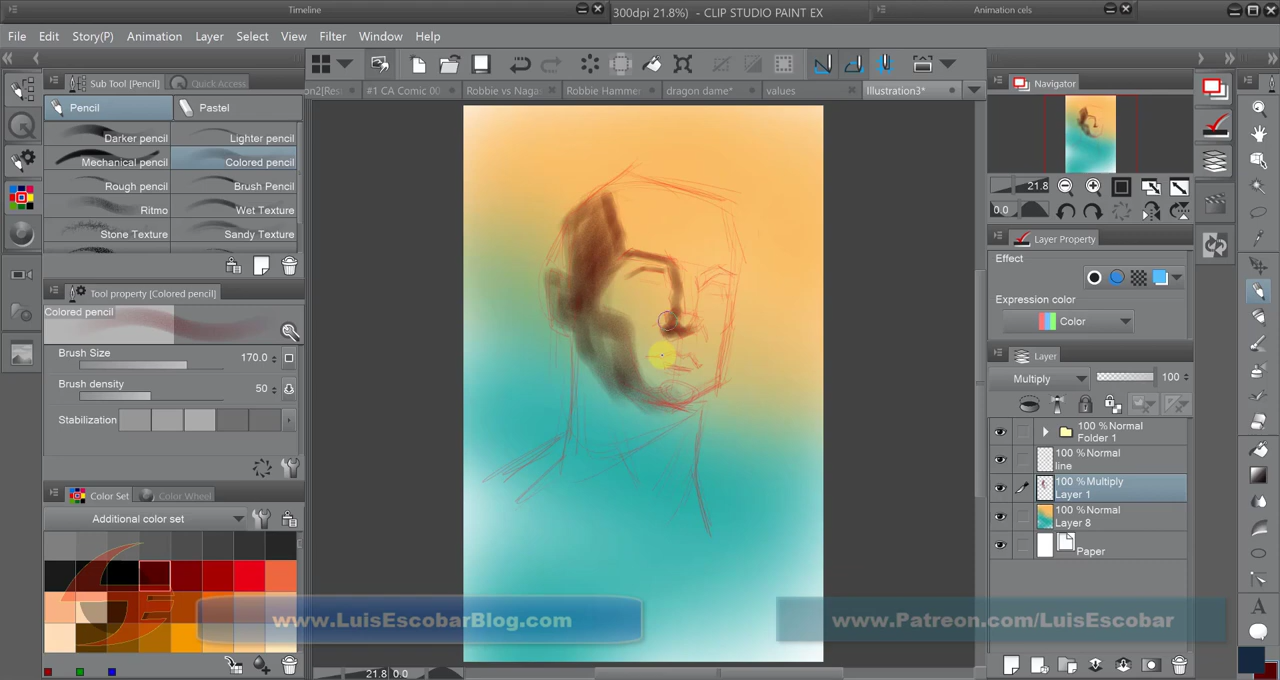 Timeline
300dpi 21.8%) - CLIP STUDIO PAINT EX
Animation cels
File Edit Story(P) Animation Layer Select View Filter Window Help
Sub Tool [Pencil] Quick Access
#1 CA Comic 00 Robbie vs Nagas Robbie Hammer dragon dame* values Illustration3*
Navigator
Pencil Pastel
Darker pencil Lighter pencil
Mechanical pencil Colored pencil
Rough pencil Brush Pencil
Ritmo Wet Texture
Stone Texture Sandy Texture
21.8
0.0
Layer Property
Effect
Expression color
Color
Tool property [Colored pencil]
Colored pencil
Brush Size 170.0
Brush density 50
Stabilization
Layer
Multiply 100
100 %Normal
Folder 1
100 %Normal
line
100 %Multiply
Layer 1
100 %Normal
Layer 8
Paper
Color Set Color Wheel
Additional color set
www.LuisEscobarBlog.com
www.Patreon.com/LuisEscobar
21.8 0.0